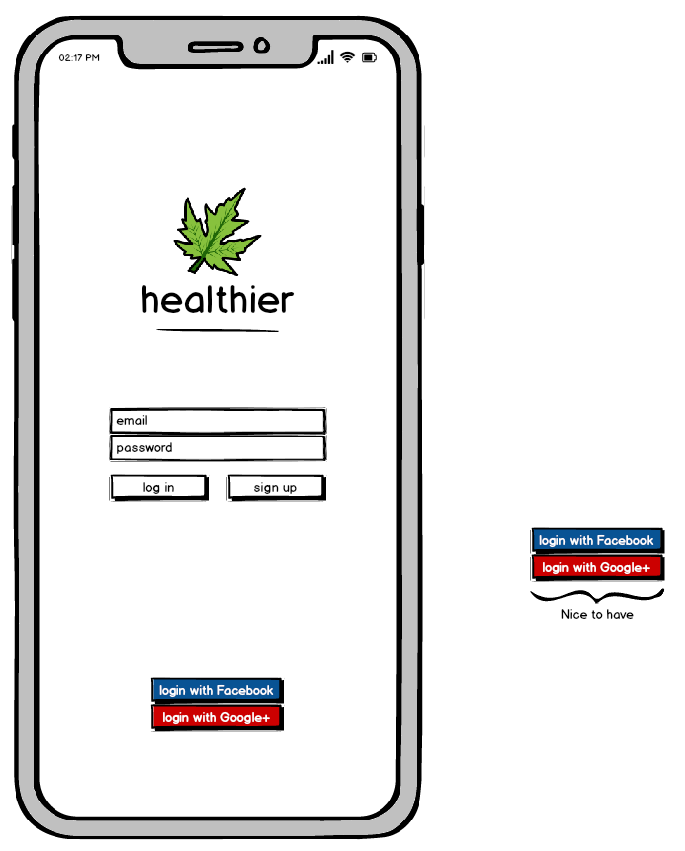 02:17 PM
healthier
email
password
log in
sign up
login with Facebook
login with Google+
login with Facebook
login with Google+
Nice to have